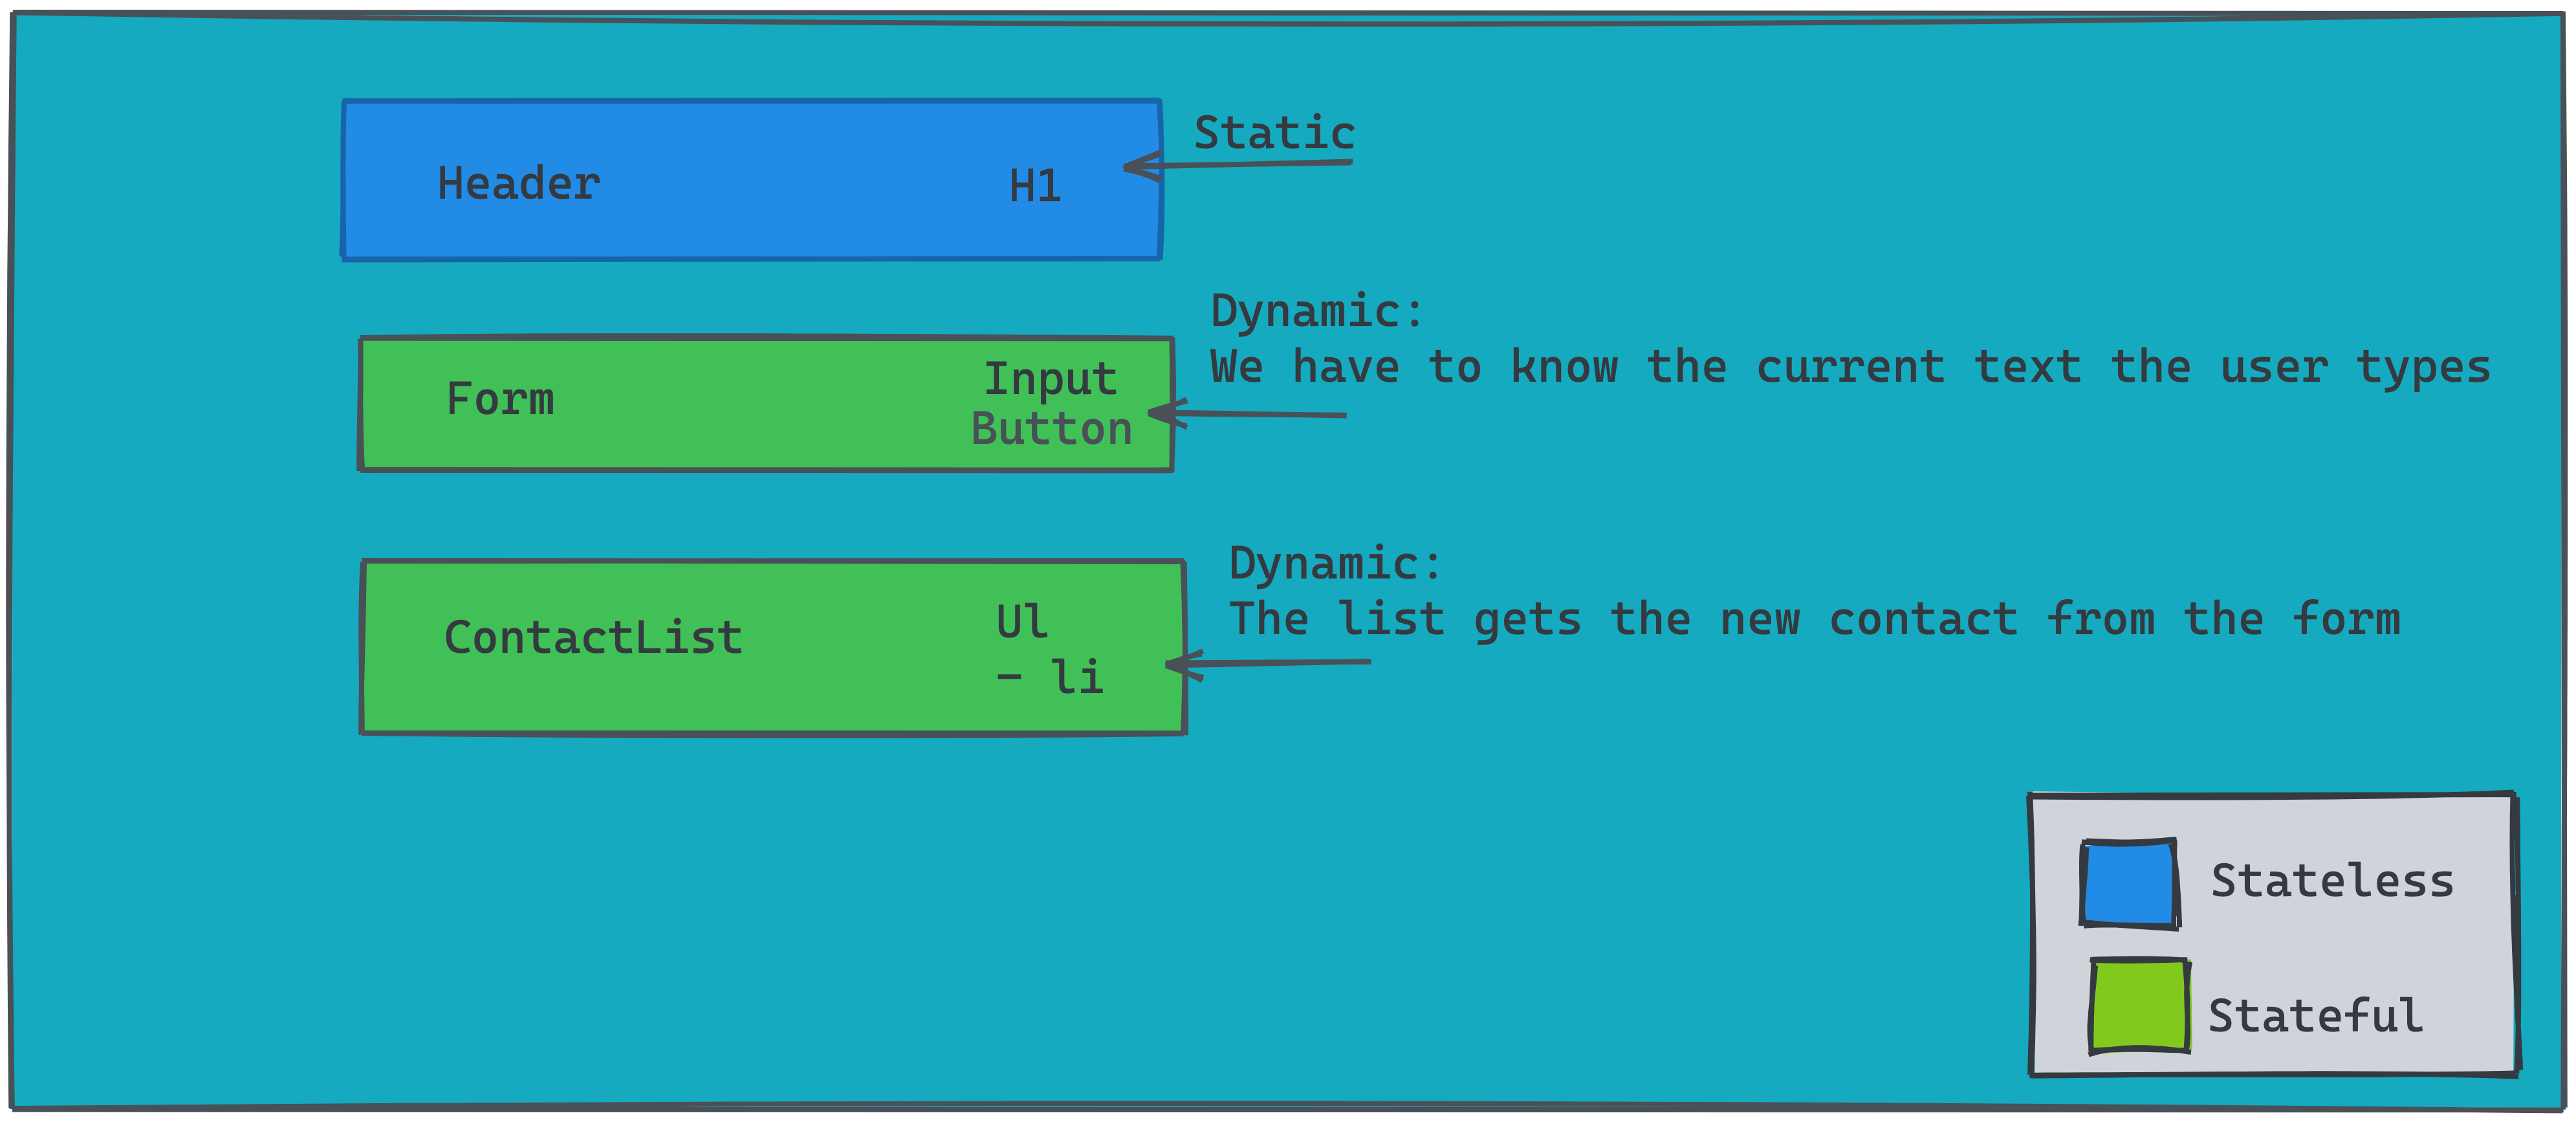 Header
H1
Static
Form
Input
Button
Dynamic:
We have to know the current text the user types
ContactList
Ul
- li
Dynamic:
The list gets the new contact from the form
Stateless
Stateful